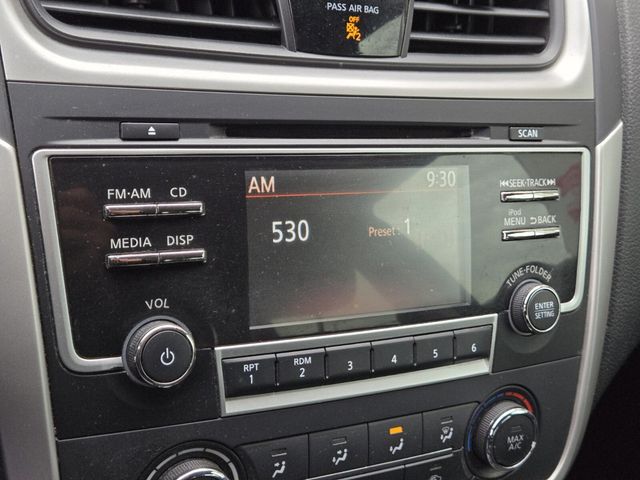 PASS AIR BAG
OFF
2
SCAN
FM·AM CD
AM 9:30
SEEK·TRACK
530 Preset : 1
iPod
MENU BACK
MEDIA DISP
TUNE·FOLDER
ENTER
SETTING
VOL
RPT 1
RDM 2
3
4
5
6
MAX
A/C